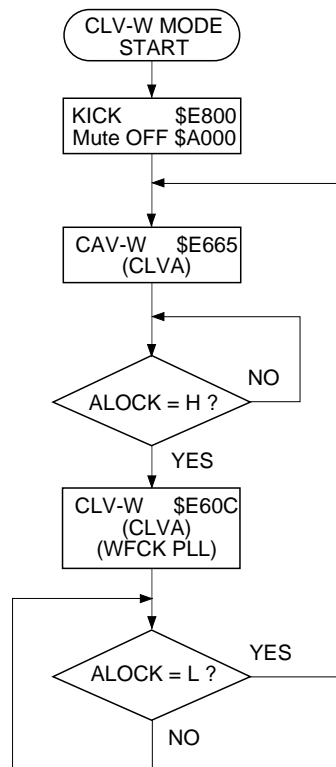 CLV-W MODE
START
KICK $E800
Mute OFF $A000
CAV-W $E665
(CLVA)
NO
ALOCK = H ?
YES
CLV-W $E60C
(CLVA)
(WFCK PLL)
YES
ALOCK = L ?
NO